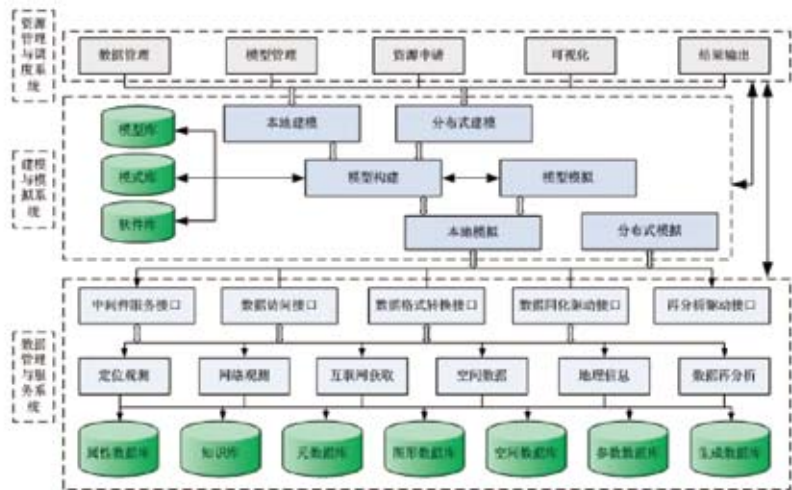 资源
管理
与调
度系
统
数据管理
模型管理
资源申请
可视化
结果输出
建模
与模
拟系
统
模型库
模式库
软件库
本地建模
分布式建模
模型构建
模型模拟
本地模拟
分布式模拟
数据
管理
与服
务系
统
中间件服务接口
数据访问接口
数据格式转换接口
数据同化驱动接口
再分析驱动接口
定位观测
网络观测
互联网获取
空间数据
地理信息
数据再分析
属性数据库
知识库
元数据库
图形数据库
空间数据库
参数数据库
生成数据库